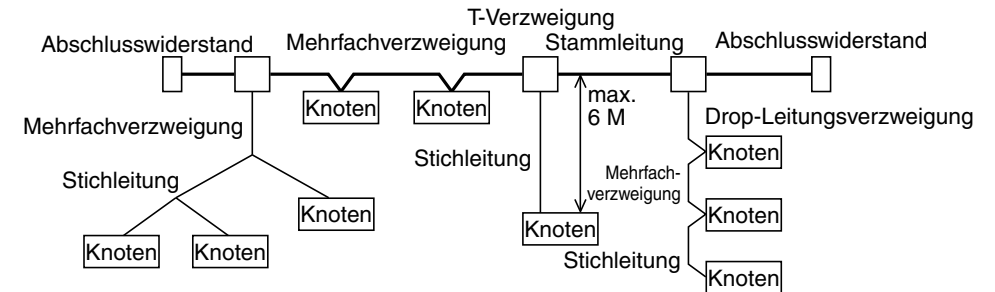 T-Verzweigung
Abschlusswiderstand
Mehrfachverzweigung
Stammleitung
Abschlusswiderstand
Knoten
Knoten
max.
6 M
Mehrfachverzweigung
Drop-Leitungsverzweigung
Knoten
Stichleitung
Stichleitung
Mehrfach-
verzweigung
Knoten
Knoten
Knoten
Knoten
Knoten
Stichleitung
Knoten